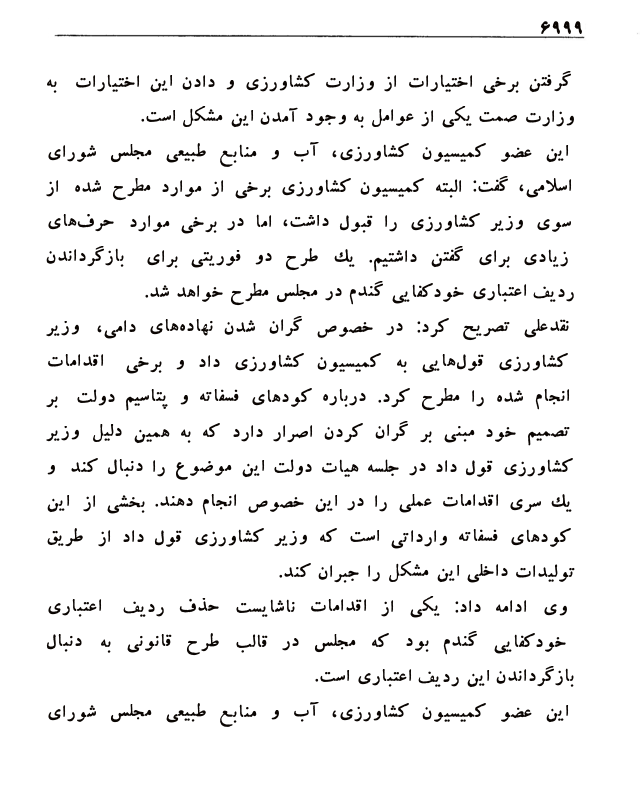 ۶۹۹۹
گرفتن برخی اختیارات از وزارت کشاورزی و دادن این اختیارات به
وزارت صمت یکی از عوامل به وجود آمدن این مشکل است.
این عضو کمیسیون کشاورزی، آب و منابع طبیعی مجلس شورای
اسلامی، گفت: البته کمیسیون کشاورزی برخی از موارد مطرح شده از
سوی وزیر کشاورزی را قبول داشت، اما در برخی موارد حرف‌های
زیادی برای گفتن داشتیم. یك طرح دو فوریتی برای بازگرداندن
ردیف اعتباری خودکفایی گندم در مجلس مطرح خواهد شد.
نقدعلی تصریح کرد: در خصوص گران شدن نهاده‌های دامی، وزیر
کشاورزی قول‌هایی به کمیسیون کشاورزی داد و برخی اقدامات
انجام شده را مطرح کرد. درباره کودهای فسفاته و پتاسیم دولت بر
تصمیم خود مبنی بر گران کردن اصرار دارد که به همین دلیل وزیر
کشاورزی قول داد در جلسه هیات دولت این موضوع را دنبال کند و
یك سری اقدامات عملی را در این خصوص انجام دهند. بخشی از این
کودهای فسفاته وارداتی است که وزیر کشاورزی قول داد از طریق
تولیدات داخلی این مشکل را جبران کند.
وی ادامه داد: یکی از اقدامات ناشایست حذف ردیف اعتباری
خودکفایی گندم بود که مجلس در قالب طرح قانونی به دنبال
بازگرداندن این ردیف اعتباری است.
این عضو کمیسیون کشاورزی، آب و منابع طبیعی مجلس شورای